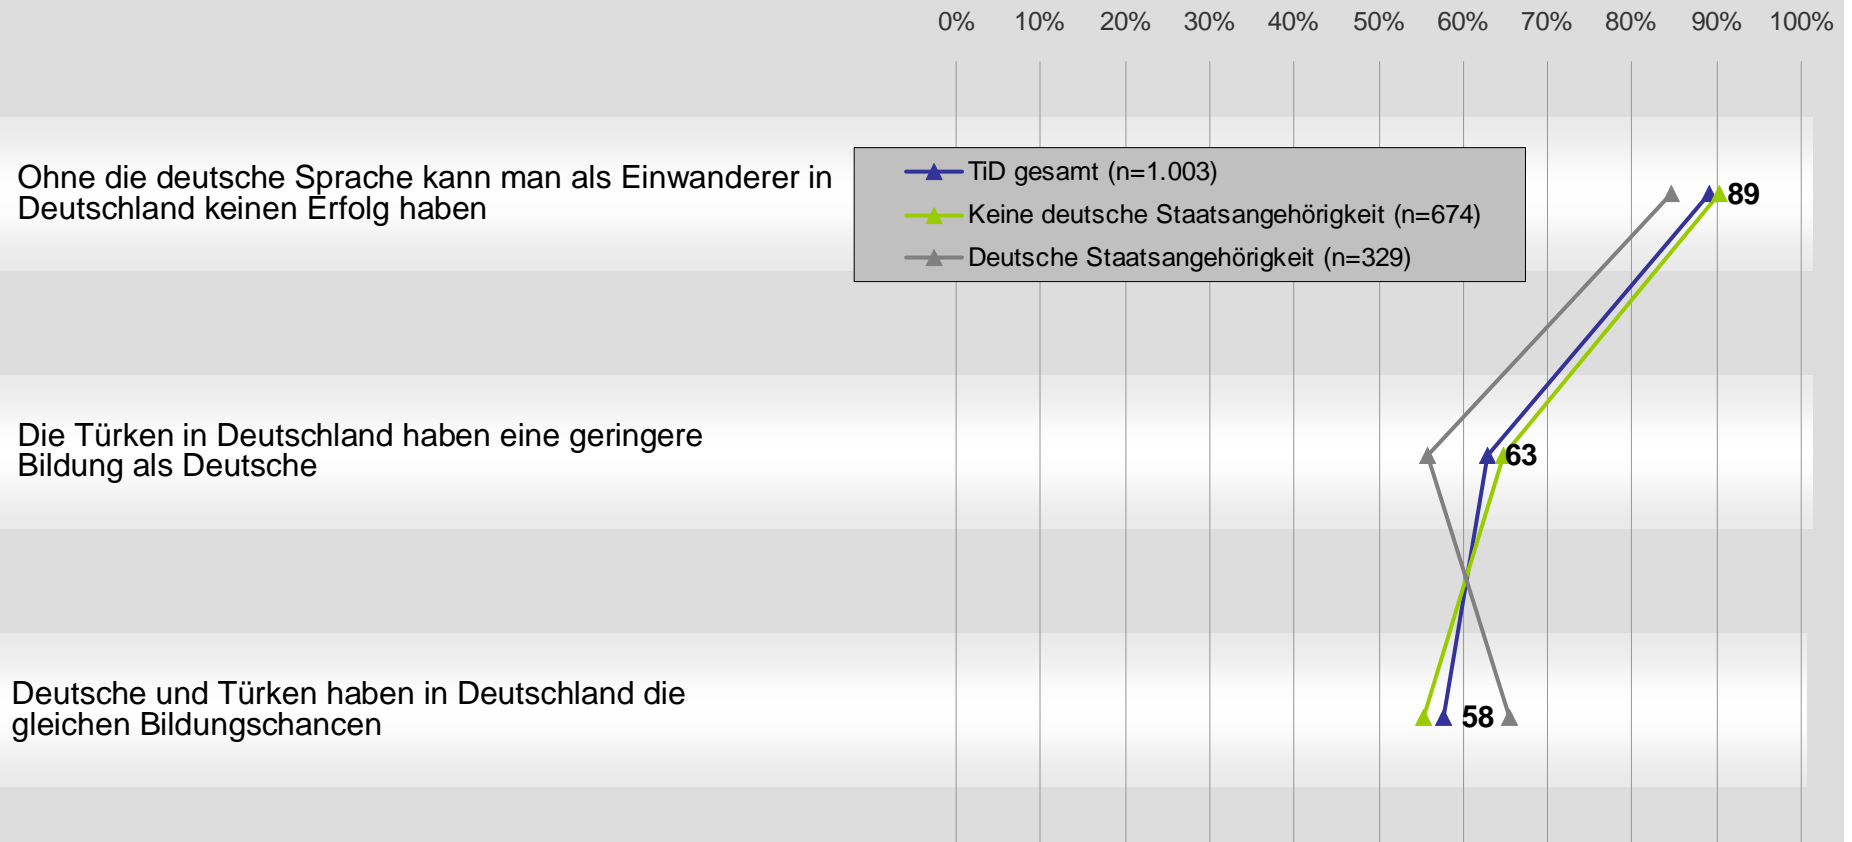 0% 10% 20% 30% 40% 50% 60% 70% 80% 90% 100%
Ohne die deutsche Sprache kann man als Einwanderer in
Deutschland keinen Erfolg haben
TiD gesamt (n=1.003)
Keine deutsche Staatsangehörigkeit (n=674)
Deutsche Staatsangehörigkeit (n=329)
89
Die Türken in Deutschland haben eine geringere
Bildung als Deutsche
63
Deutsche und Türken haben in Deutschland die
gleichen Bildungschancen
58